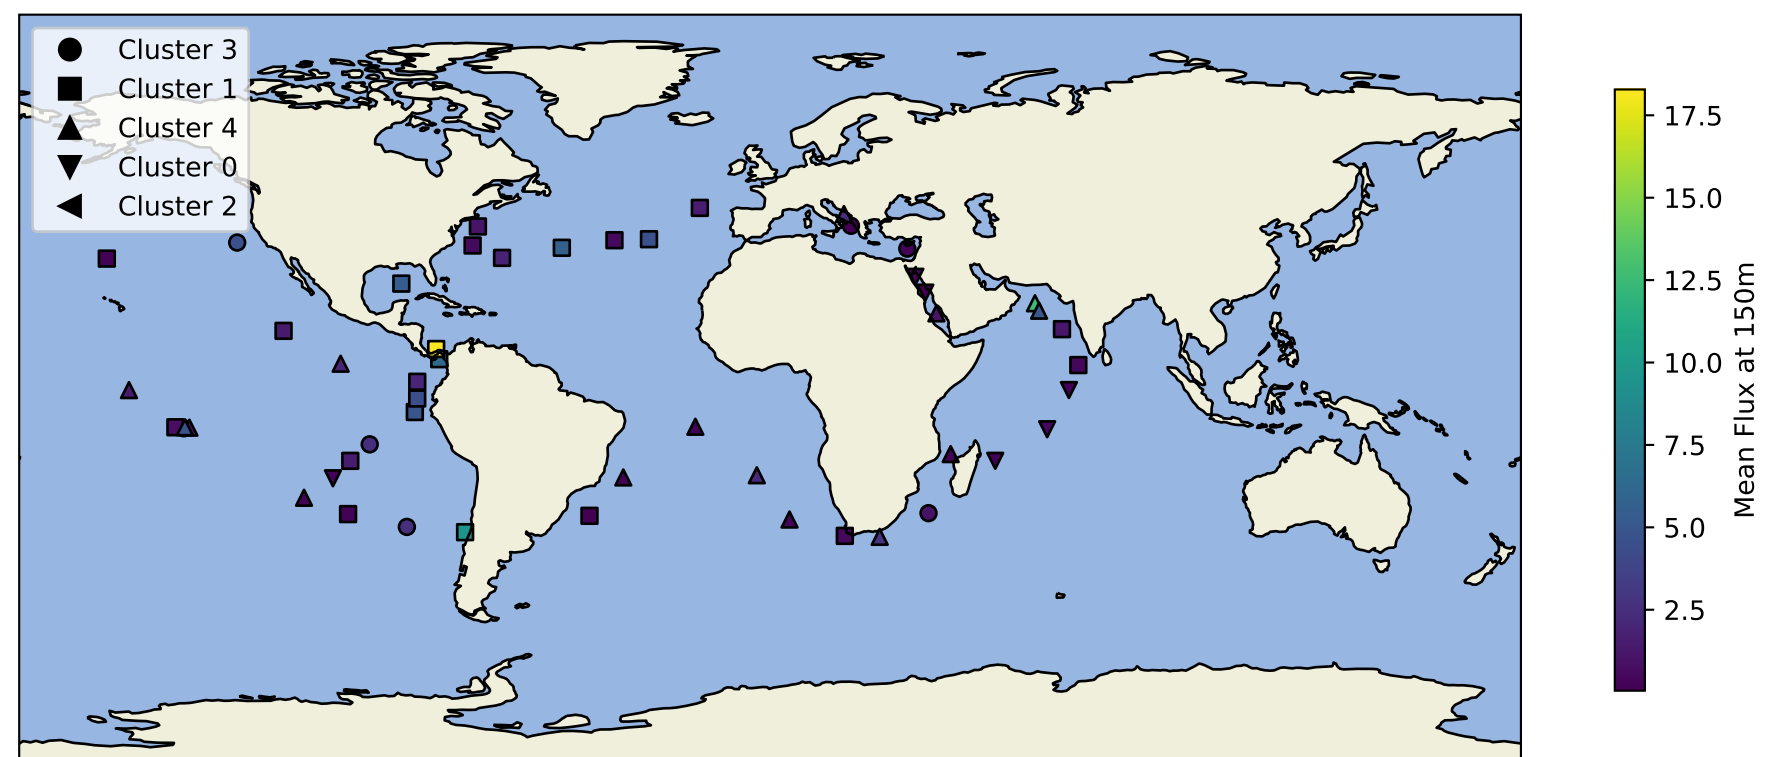 Cluster 3
Cluster 1
Cluster 4
Cluster 0
Cluster 2
17.5
15.0
12.5
10.0
7.5
5.0
2.5
Mean Flux at 150m